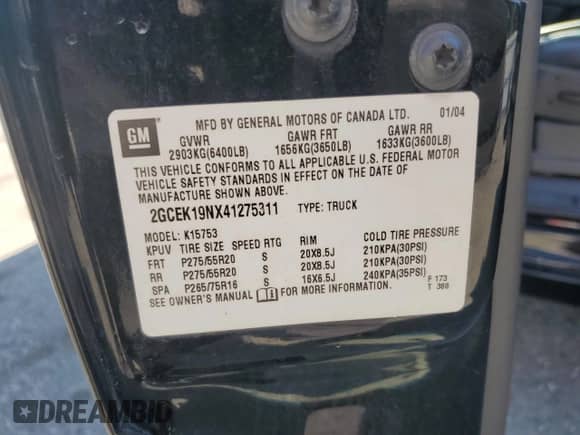 GM
MFD BY GENERAL MOTORS OF CANADA LTD. 01/04
GVWR GAWR FRT GAWR RR
2903KG(6400LB) 1656KG(3650LB) 1633KG(3600LB)
THIS VEHICLE CONFORMS TO ALL APPLICABLE U.S. FEDERAL MOTOR
VEHICLE SAFETY STANDARDS IN EFFECT ON THE DATE OF
MANUFACTURE SHOWN ABOVE.
2GCEK19NX41275311 TYPE: TRUCK
MODEL: K15753
KPUV TIRE SIZE SPEED RTG RIM COLD TIRE PRESSURE
FRT P275/55R20 S 20X8.5J 210KPA(30PSI)
RR P275/55R20 S 20X8.5J 210KPA(30PSI)
SPA P265/75R16 S 16X6.5J 240KPA(35PSI)
SEE OWNER'S MANUAL FOR MORE INFORMATION.
F 173
T 368
DREAMBID